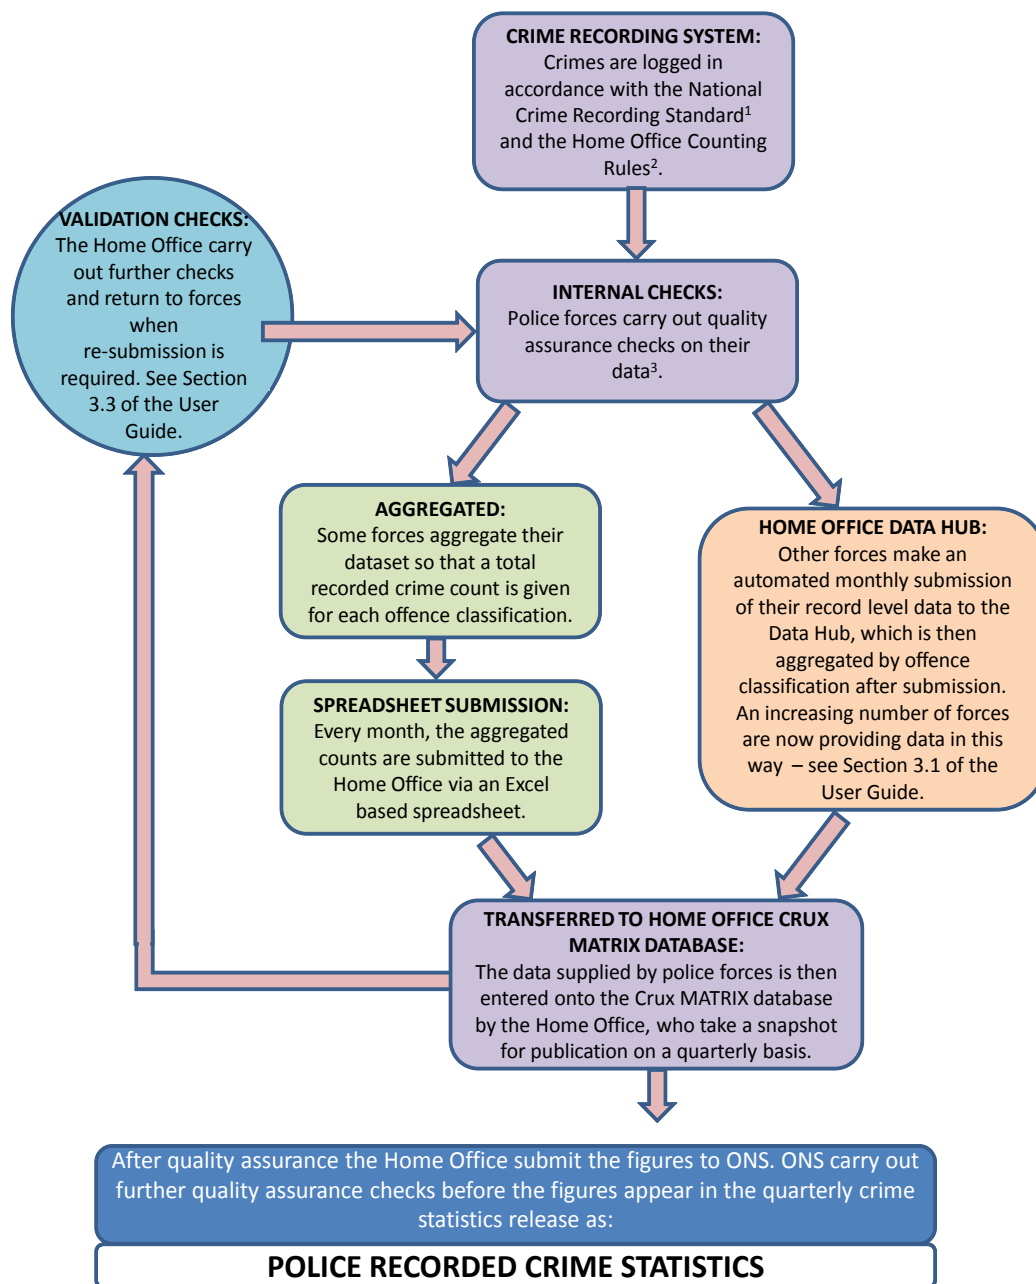 CRIME RECORDING SYSTEM:
Crimes are logged in
accordance with the National
Crime Recording Standard¹
and the Home Office Counting
Rules².
VALIDATION CHECKS:
The Home Office carry
out further checks
and return to forces
when
re-submission is
required. See Section
3.3 of the User
Guide.
INTERNAL CHECKS:
Police forces carry out quality
assurance checks on their
data³.
AGGREGATED:
Some forces aggregate their
dataset so that a total
recorded crime count is given
for each offence classification.
SPREADSHEET SUBMISSION:
Every month, the aggregated
counts are submitted to the
Home Office via an Excel
based spreadsheet.
HOME OFFICE DATA HUB:
Other forces make an
automated monthly submission
of their record level data to the
Data Hub, which is then
aggregated by offence
classification after submission.
An increasing number of forces
are now providing data in this
way – see Section 3.1 of the
User Guide.
TRANSFERRED TO HOME OFFICE CRUX
MATRIX DATABASE:
The data supplied by police forces is then
entered onto the Crux MATRIX database
by the Home Office, who take a snapshot
for publication on a quarterly basis.
After quality assurance the Home Office submit the figures to ONS. ONS carry out
further quality assurance checks before the figures appear in the quarterly crime
statistics release as:
POLICE RECORDED CRIME STATISTICS